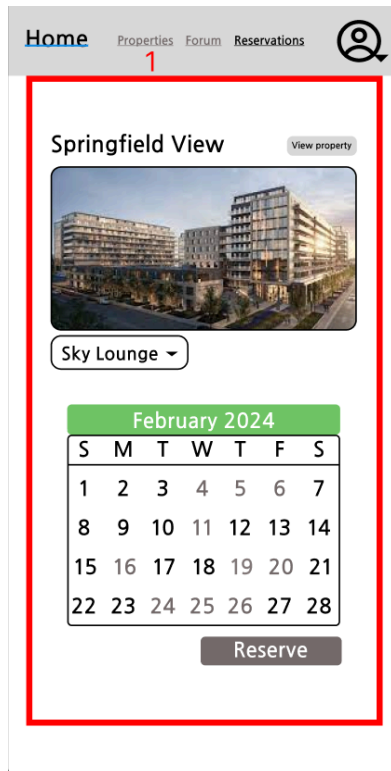 Home Properties Forum Reservations
1
Springfield View View property
Sky Lounge
February 2024
S M T W T F S
1 2 3 4 5 6 7
8 9 10 11 12 13 14
15 16 17 18 19 20 21
22 23 24 25 26 27 28
Reserve